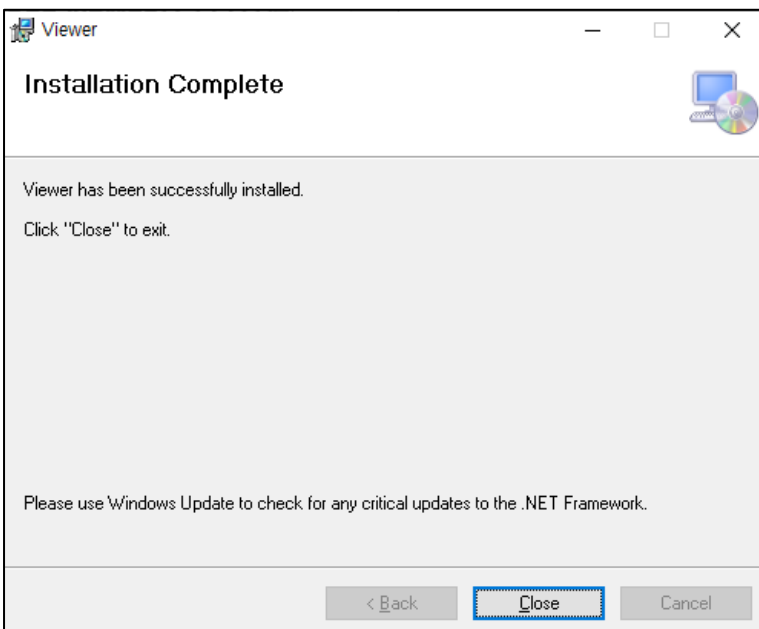 Viewer
Installation Complete
Viewer has been successfully installed.
Click "Close" to exit.
Please use Windows Update to check for any critical updates to the .NET Framework.
< Back
Close
Cancel